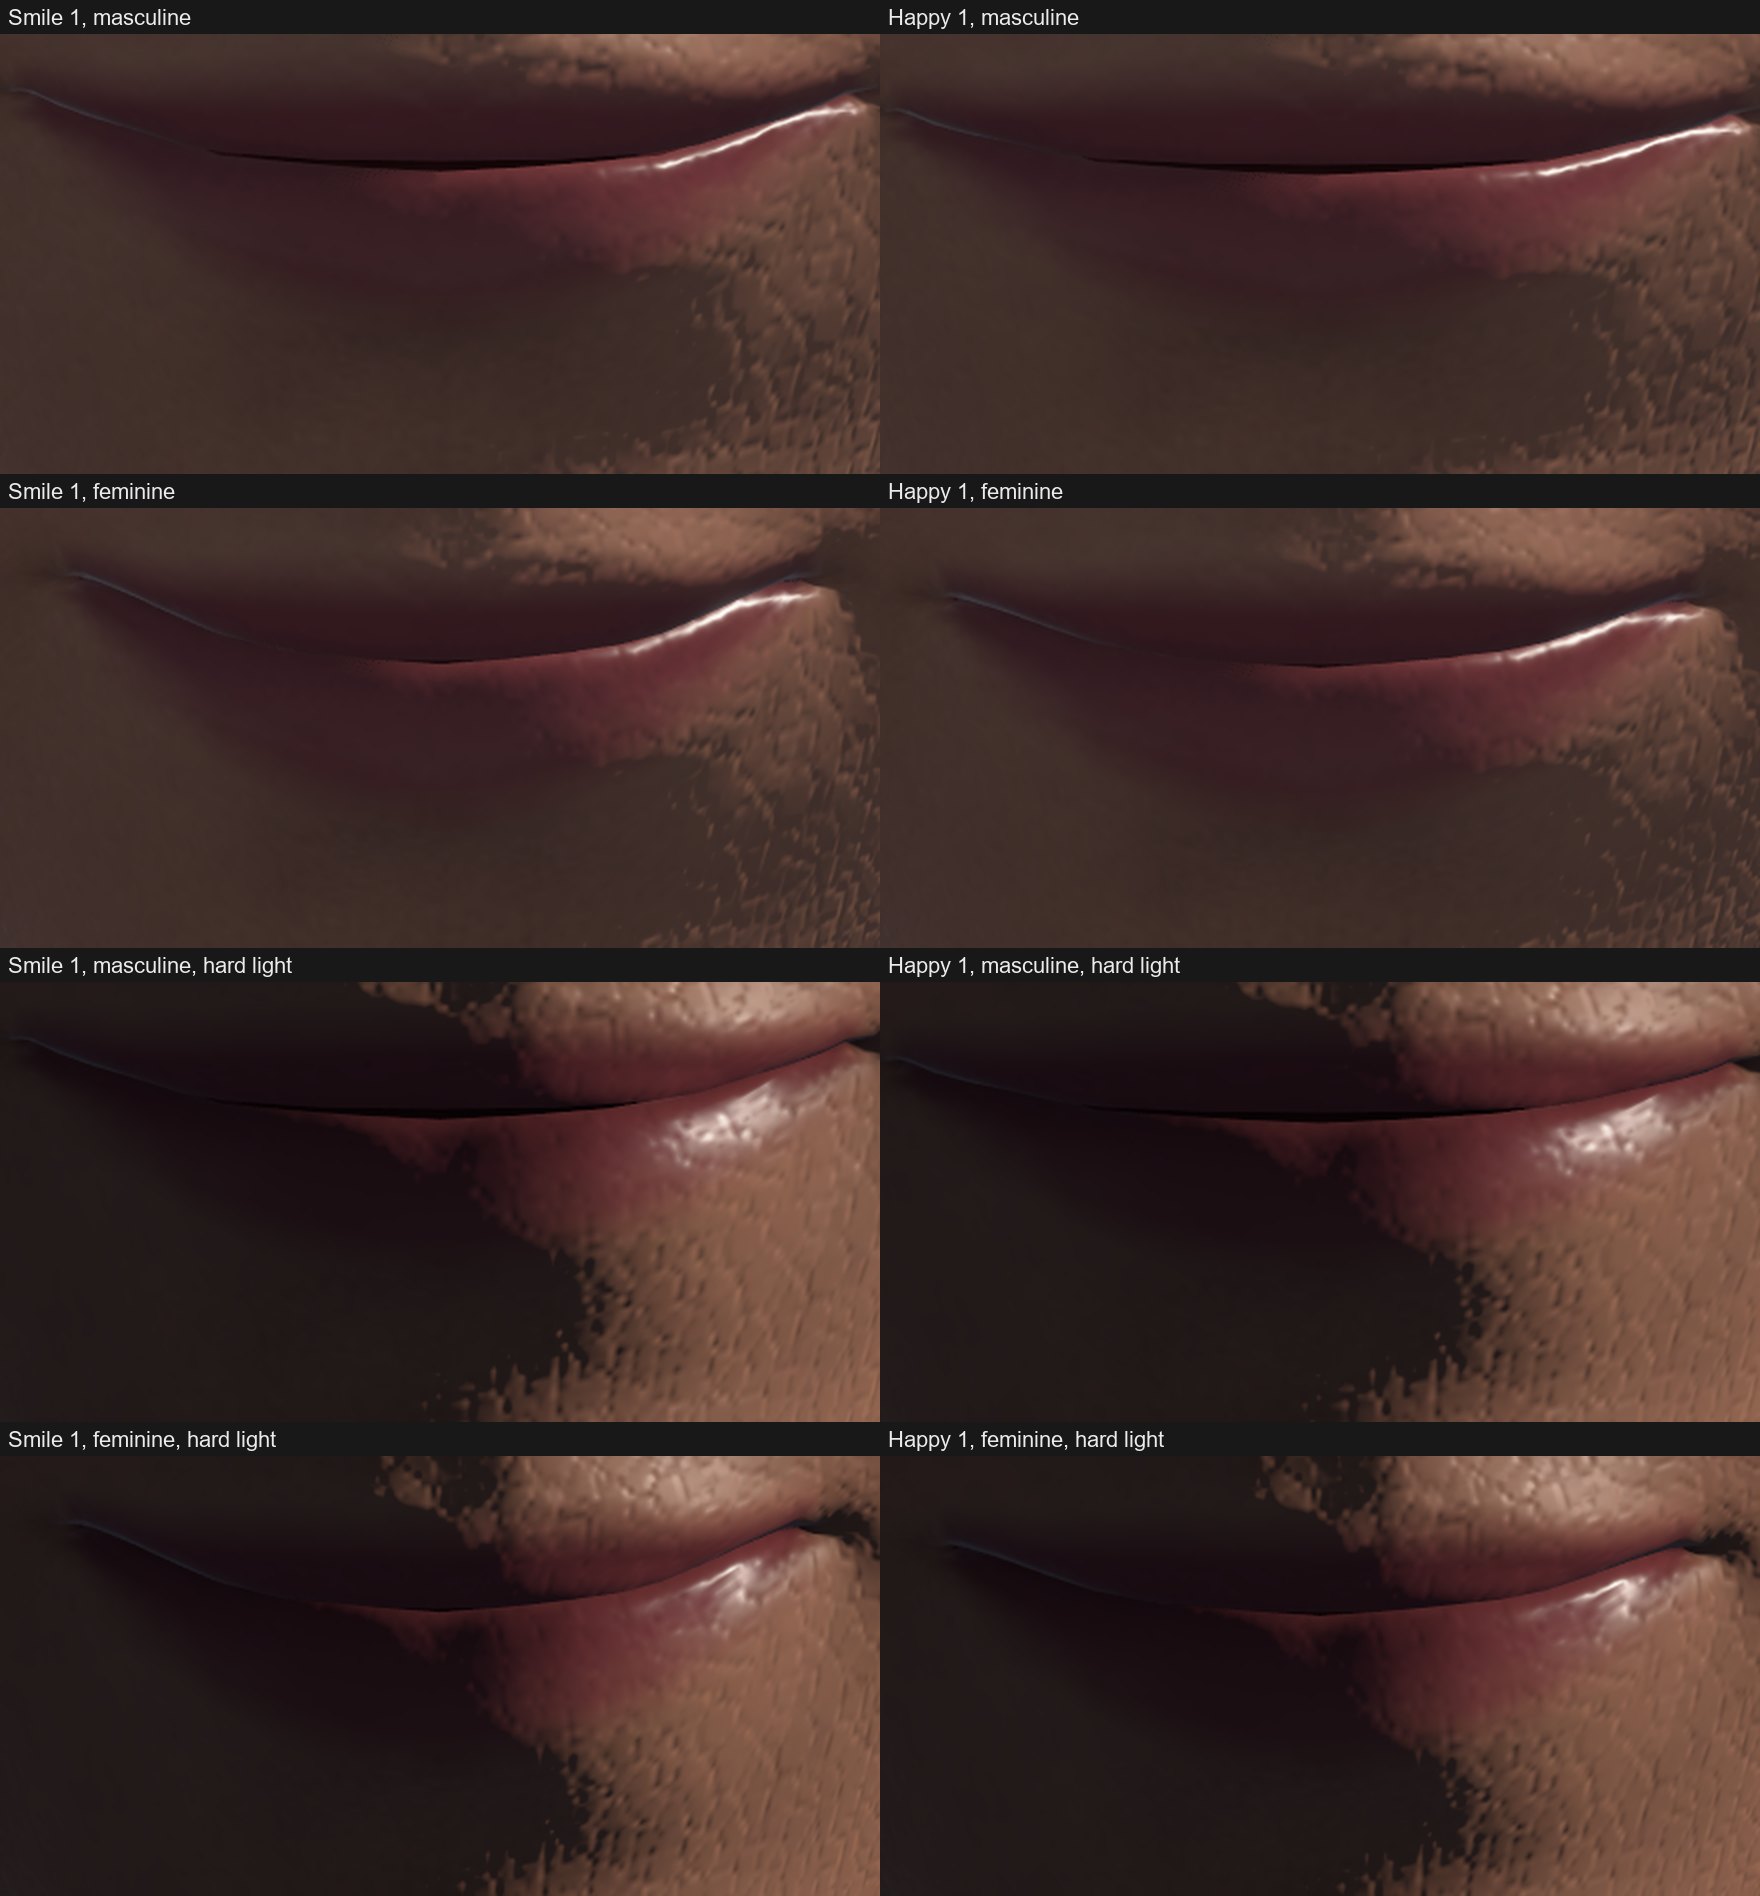 Smile 1, masculine
Happy 1, masculine
Smile 1, feminine
Happy 1, feminine
Smile 1, masculine, hard light
Happy 1, masculine, hard light
Smile 1, feminine, hard light
Happy 1, feminine, hard light